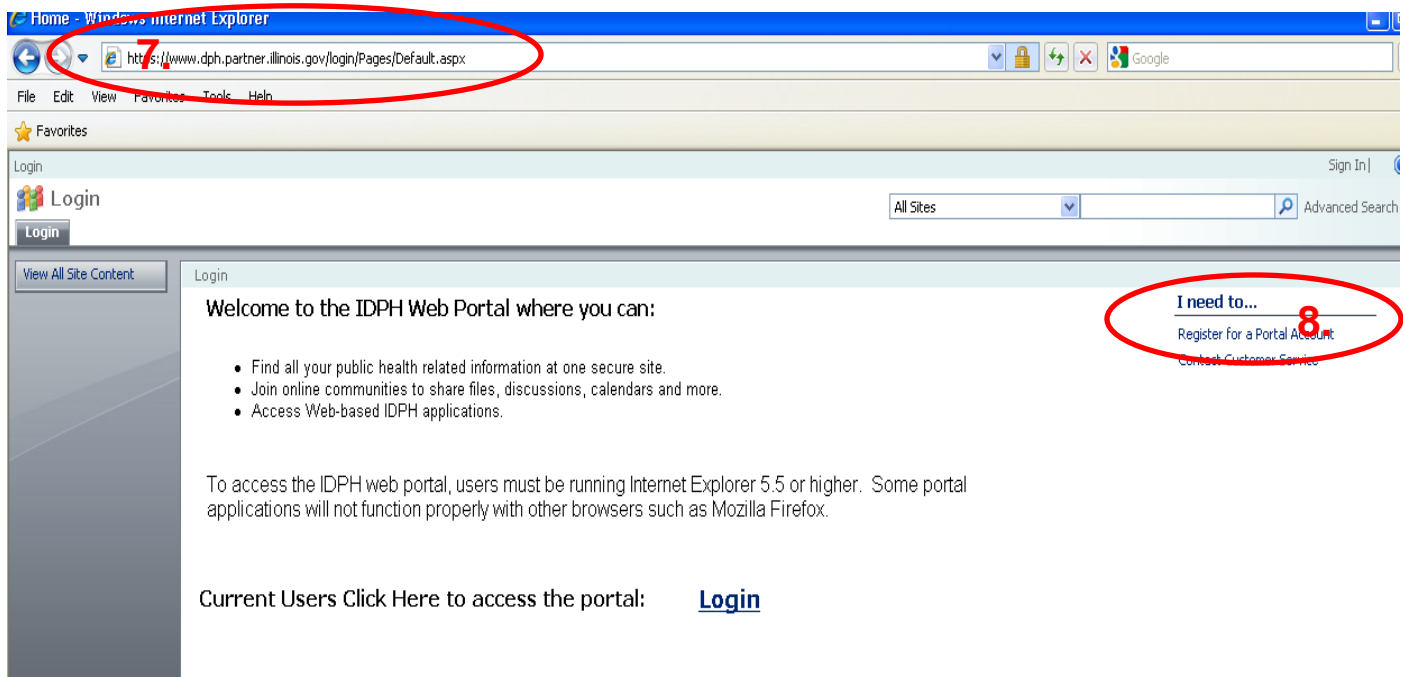 Home - Windows Internet Explorer
7.
https://www.dph.partner.illinois.gov/login/Pages/Default.aspx
Google
File Edit View Favorites Tools Help
Favorites
Login
Sign In|
Login
All Sites
Advanced Search
Login
View All Site Content
Login
Welcome to the IDPH Web Portal where you can:
I need to...
8.
Register for a Portal Account
Contact Customer Service
• Find all your public health related information at one secure site.
• Join online communities to share files, discussions, calendars and more.
• Access Web-based IDPH applications.
To access the IDPH web portal, users must be running Internet Explorer 5.5 or higher. Some portal
applications will not function properly with other browsers such as Mozilla Firefox.
Current Users Click Here to access the portal: Login